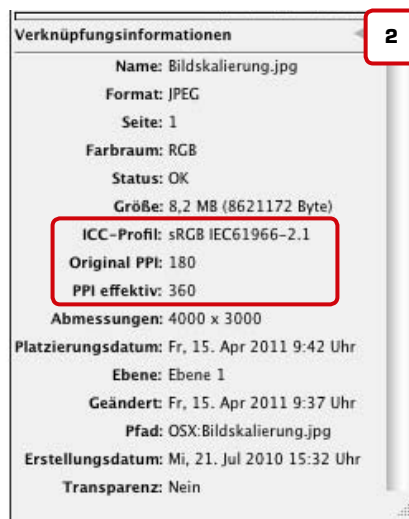 Verknüpfungsinformationen
2
Name: Bildskalierung.jpg
Format: JPEG
Seite: 1
Farbraum: RGB
Status: OK
Größe: 8,2 MB (8621172 Byte)
ICC-Profil: sRGB IEC61966-2.1
Original PPI: 180
PPI effektiv: 360
Abmessungen: 4000 x 3000
Platzierungsdatum: Fr, 15. Apr 2011 9:42 Uhr
Ebene: Ebene 1
Geändert: Fr, 15. Apr 2011 9:37 Uhr
Pfad: OSX:Bildskalierung.jpg
Erstellungsdatum: Mi, 21. Jul 2010 15:32 Uhr
Transparenz: Nein